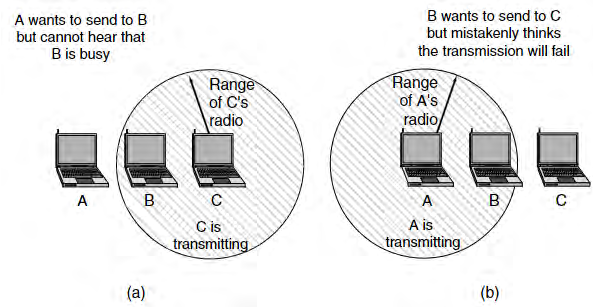 A wants to send to B
but cannot hear that
B is busy
Range
of C's
radio
A
B
C
C is
transmitting
(a)
B wants to send to C
but mistakenly thinks
the transmission will fail
Range
of A's
radio
A
B
C
A is
transmitting
(b)